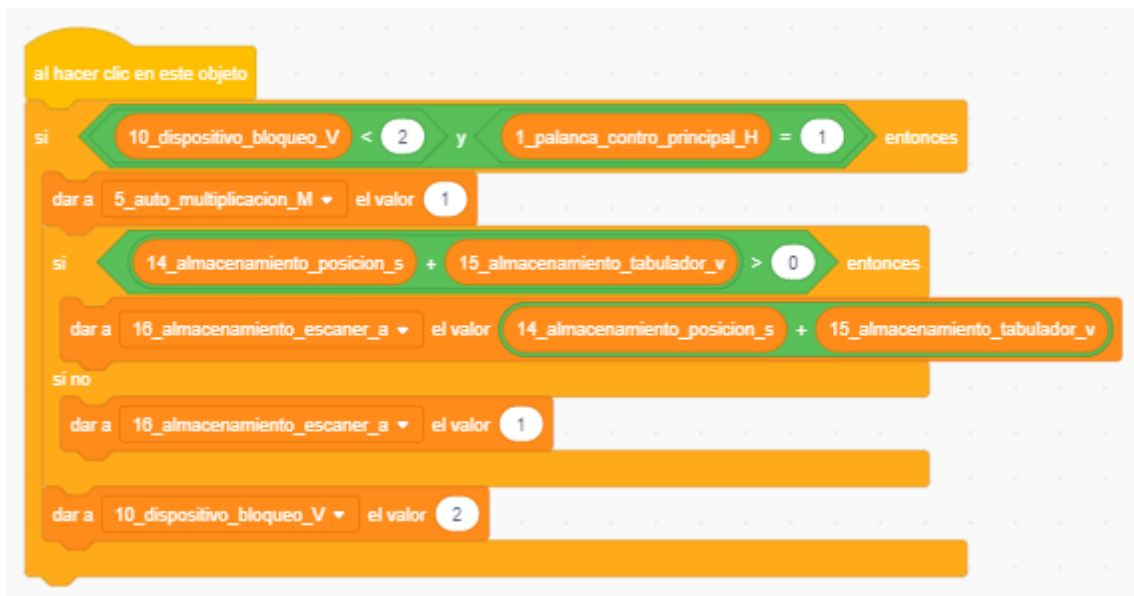 al hacer clic en este objeto
si 10_dispositivo_bloqueo_V < 2 y 1_palanca_contro_principal_H = 1 entonces
dar a 5_auto_multiplicacion_M el valor 1
si 14_almacenamiento_posicion_s + 15_almacenamiento_tabulador_v > 0 entonces
dar a 16_almacenamiento_escaner_a el valor 14_almacenamiento_posicion_s + 15_almacenamiento_tabulador_v
si no
dar a 16_almacenamiento_escaner_a el valor 1
dar a 10_dispositivo_bloqueo_V el valor 2